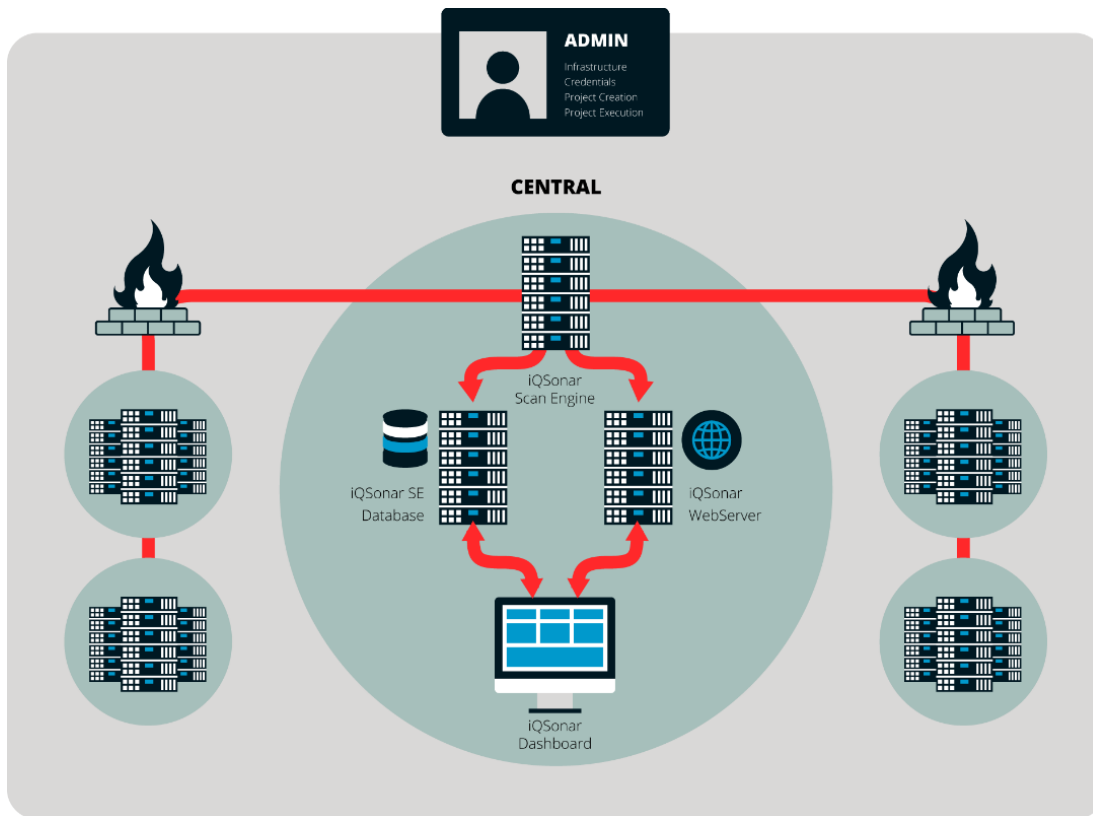 ADMIN
Infrastructure
Credentials
Project Creation
Project Execution
CENTRAL
iQSonar
Scan Engine
iQSonar SE
Database
iQSonar
WebServer
iQSonar
Dashboard